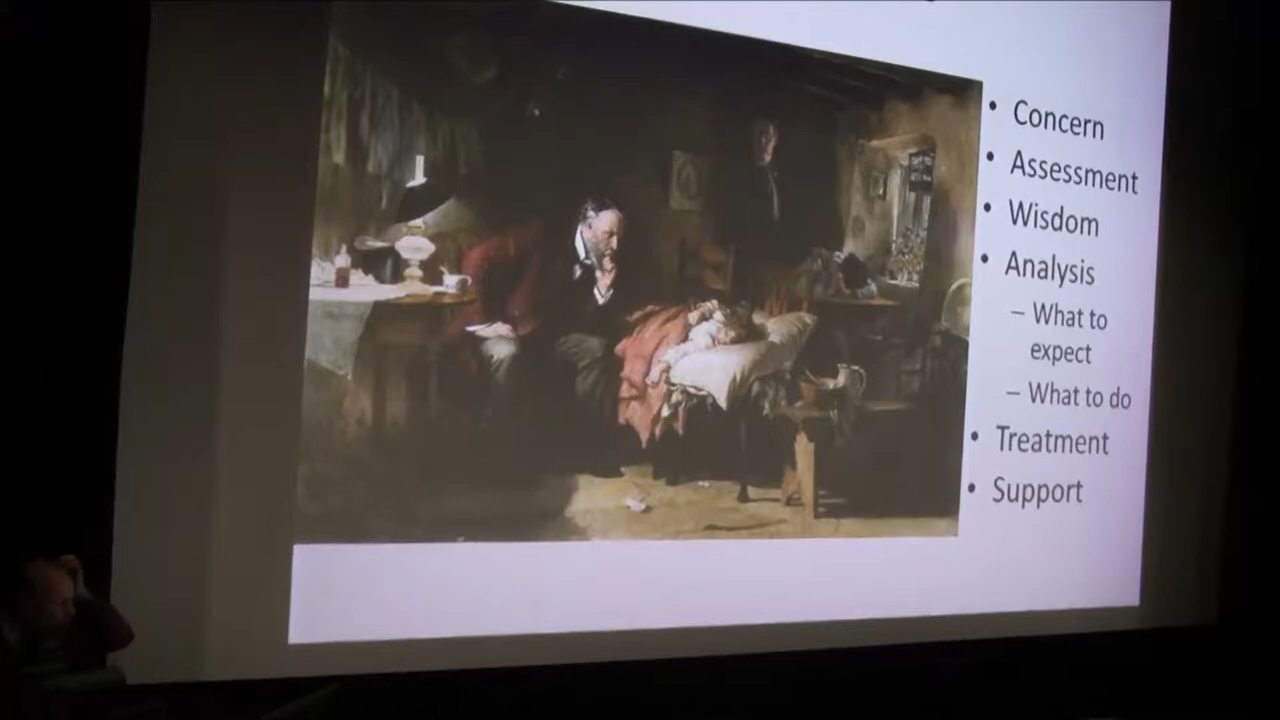 • Concern
• Assessment
• Wisdom
• Analysis
– What to
expect
– What to do
• Treatment
• Support